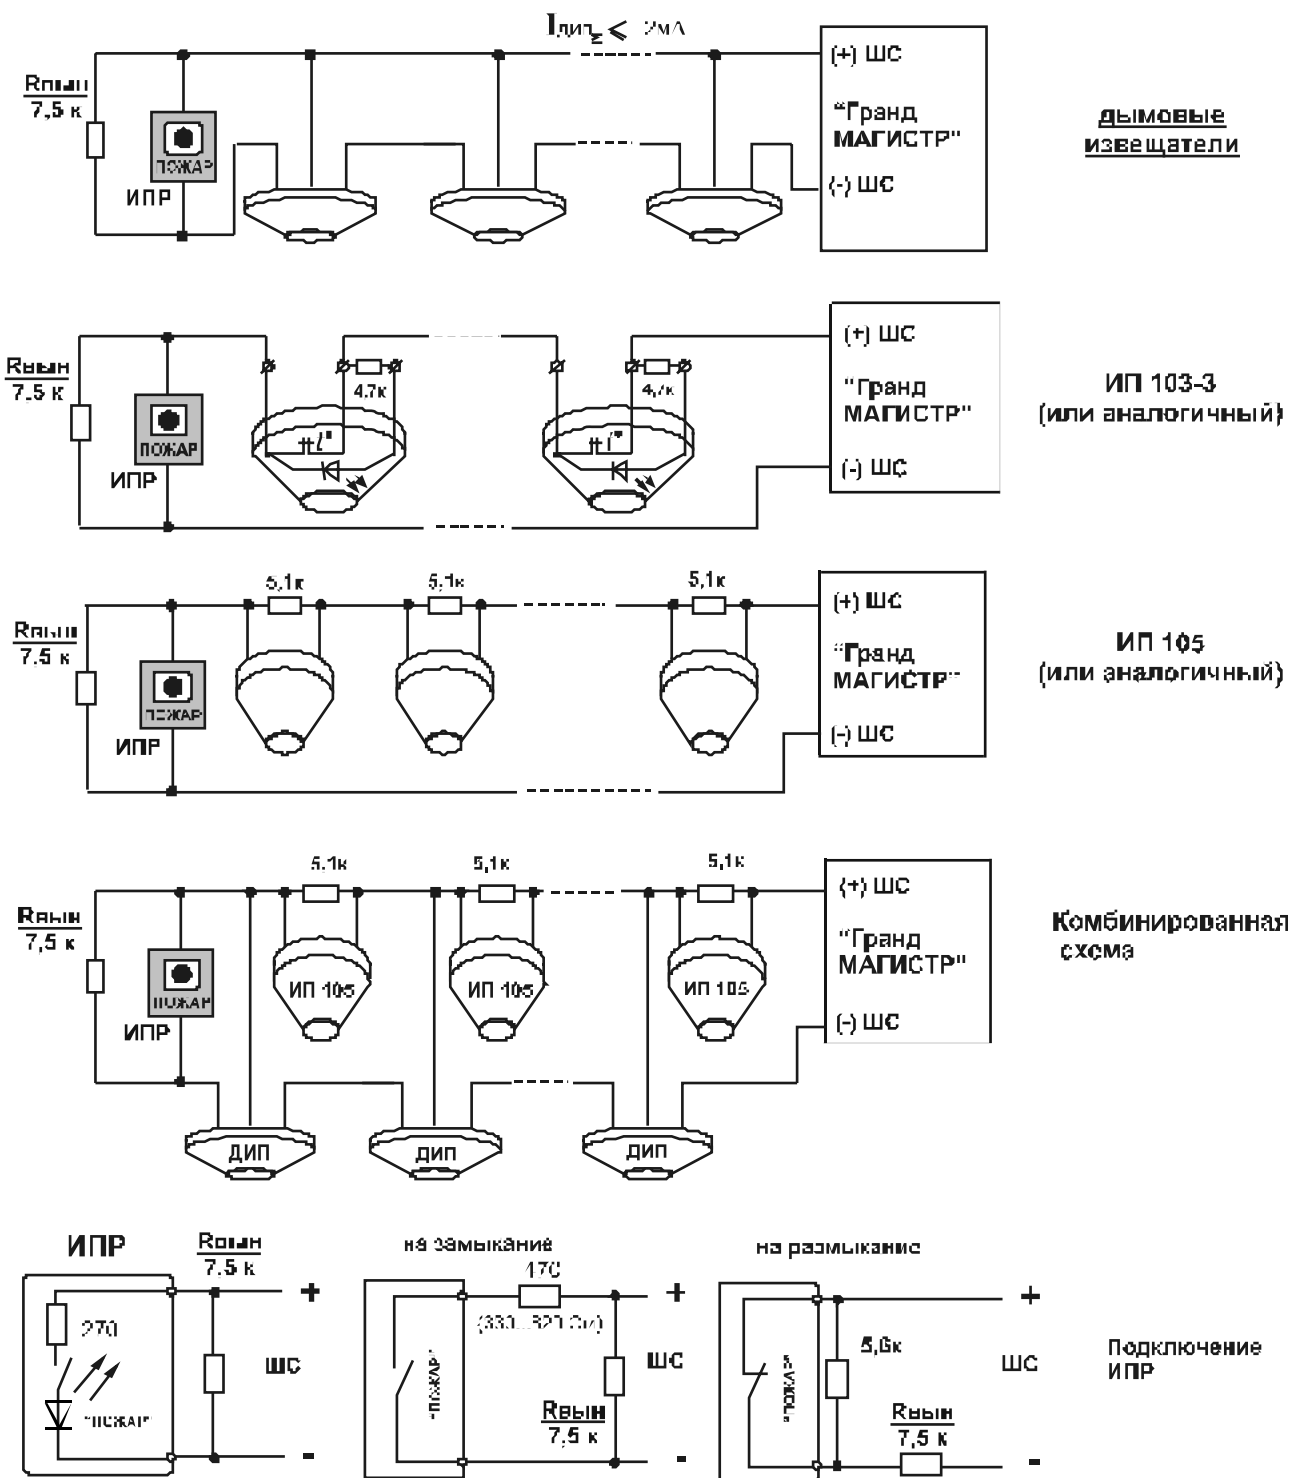 Iдип Σ ⩽ 2мА
(+) ШС
Rвын
7,5 к
"Гранд
МАГИСТР"
дымовые
извещатели
ПОЖАР
ИПР
(-) ШС
(+) ШС
Rвын
7.5 к
4.7к
4,7к
"Гранд
МАГИСТР"
ИП 103-3
(или аналогичный)
ПОЖАР
t°
t°
ИПР
(-) ШС
5,1к
5,1к
5,1к
(+) ШС
Rвын
7.5 к
"Гранд
МАГИСТР"
ИП 105
(или аналогичный)
ПОЖАР
ИПР
(-) ШС
5,1к
5,1к
5,1к
(+) ШС
Rвын
7,5 к
"Гранд
МАГИСТР"
Комбинированная
схема
ПОЖАР
ИП 105
ИП 105
ИП 105
ИПР
(-) ШС
ДИП
ДИП
ДИП
ИПР
Rвын
7.5 к
на замыкание
на размыкание
470
+
+
+
270
(330...820 Ом)
ШС
"ПОЖАР"
"ПОЖАР"
ШС
"ПОЖАР"
5,6к
ШС
Подключение
ИПР
Rвын
7,5 к
Rвын
7,5 к
-
-
-